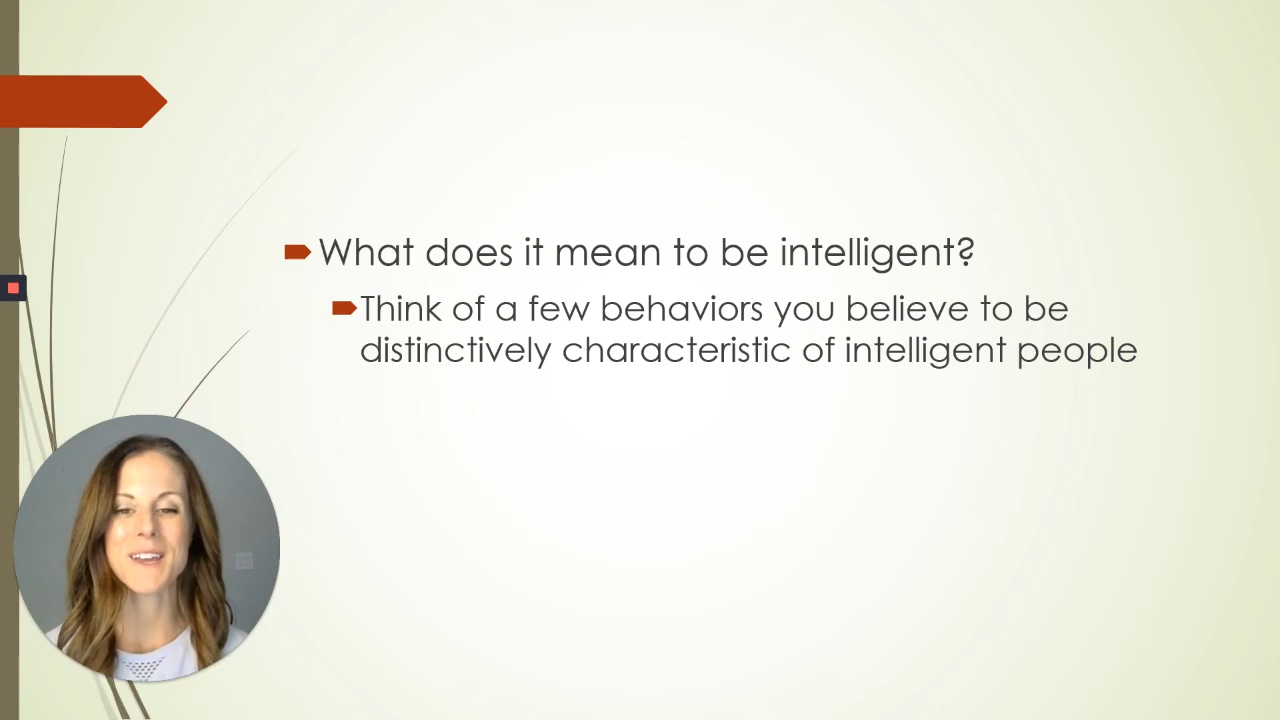 What does it mean to be intelligent?
Think of a few behaviors you believe to be
distinctively characteristic of intelligent people